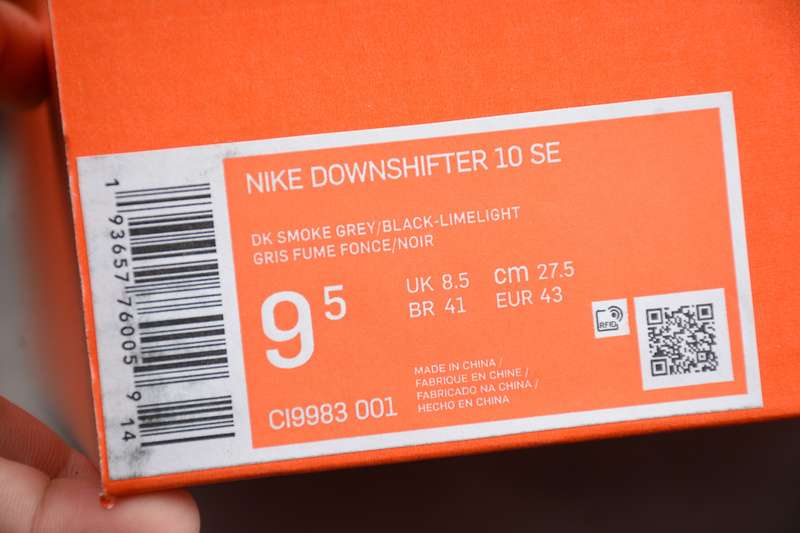 NIKE DOWNSHIFTER 10 SE
DK SMOKE GREY/BLACK-LIMELIGHT
GRIS FUME FONCE/NOIR
9 5
UK 8.5 cm 27.5
BR 41 EUR 43
RFID
MADE IN CHINA /
FABRIQUE EN CHINE /
FABRICADO NA CHINA /
HECHO EN CHINA
CI9983 001
1 93657 76005 9 14